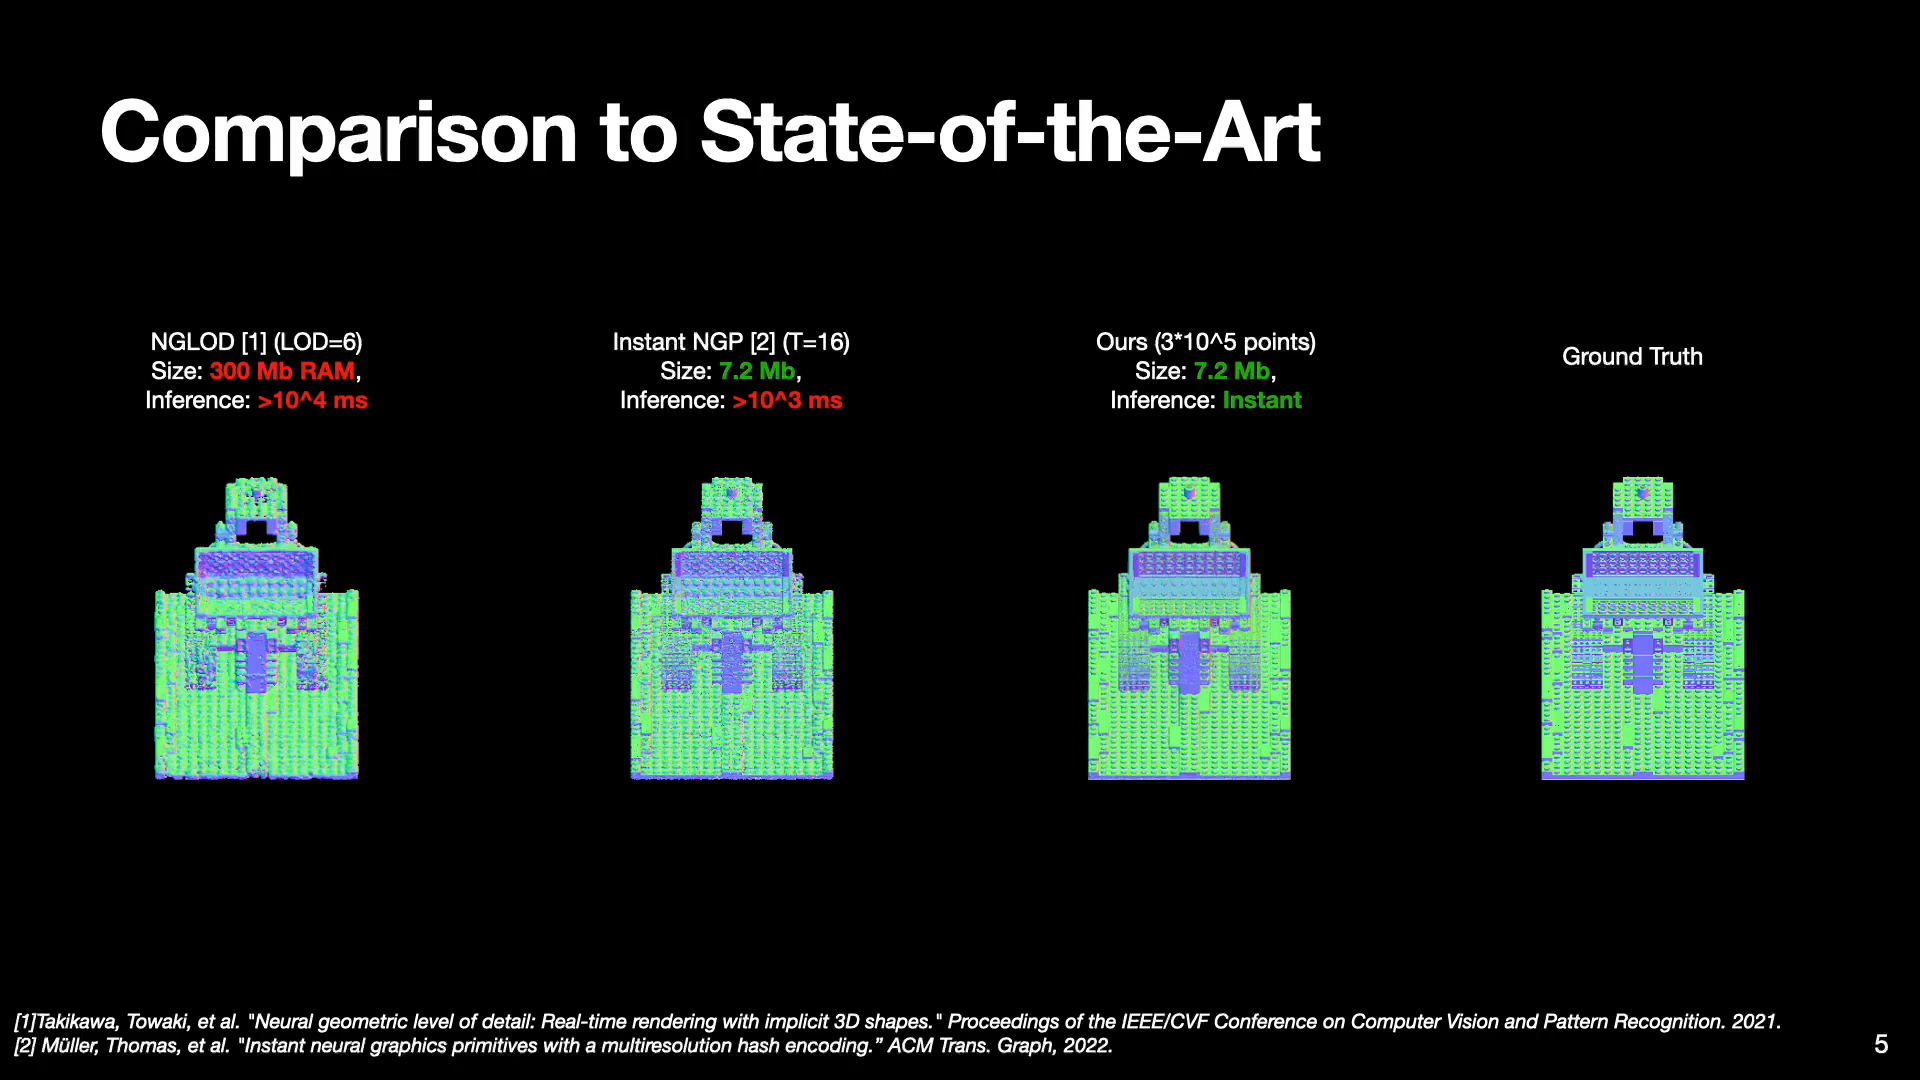 Comparison to State-of-the-Art
NGLOD [1] (LOD=6)
Size: 300 Mb RAM,
Inference: >10^4 ms
Instant NGP [2] (T=16)
Size: 7.2 Mb,
Inference: >10^3 ms
Ours (3*10^5 points)
Size: 7.2 Mb,
Inference: Instant
Ground Truth
[1]Takikawa, Towaki, et al. "Neural geometric level of detail: Real-time rendering with implicit 3D shapes." Proceedings of the IEEE/CVF Conference on Computer Vision and Pattern Recognition. 2021.
[2] Müller, Thomas, et al. "Instant neural graphics primitives with a multiresolution hash encoding.” ACM Trans. Graph, 2022.
5